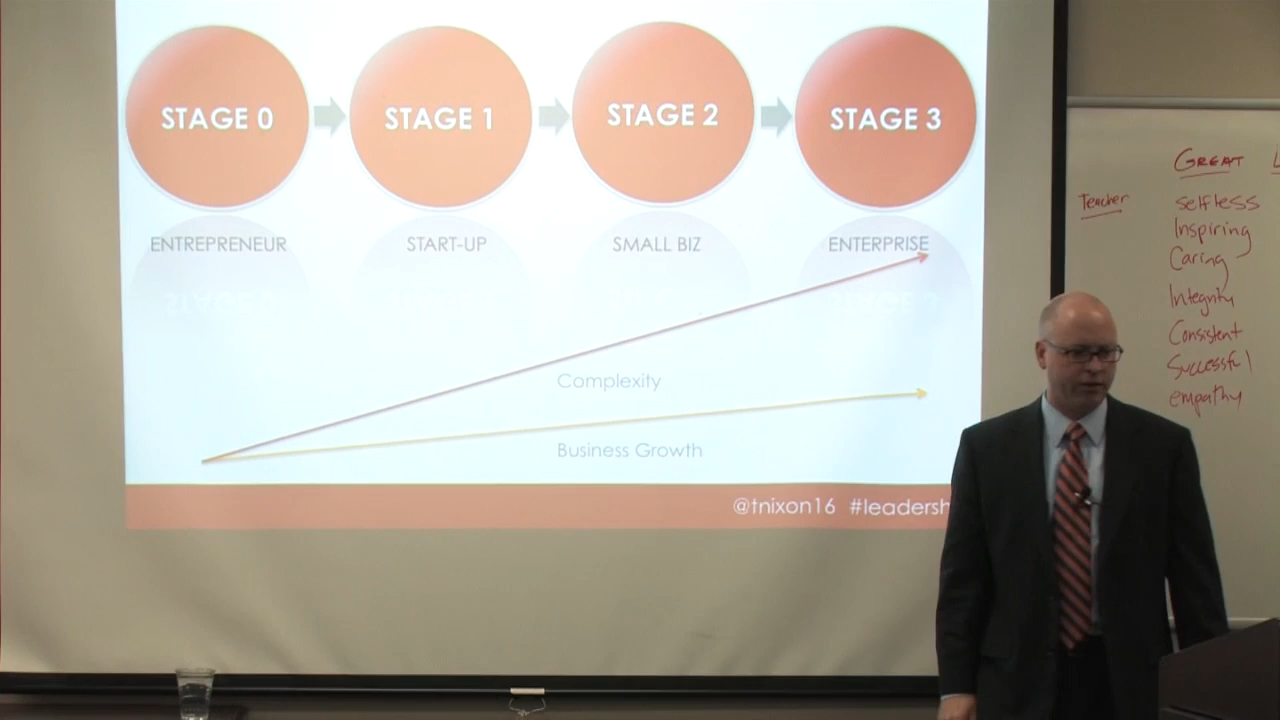 STAGE 0
STAGE 1
STAGE 2
STAGE 3
ENTREPRENEUR
START-UP
SMALL BIZ
ENTERPRISE
Complexity
Business Growth
@tnixon16 #leadersh
GREAT L
Teacher
selfless
Inspiring
Caring
Integrity
Consistent
Successful
empathy